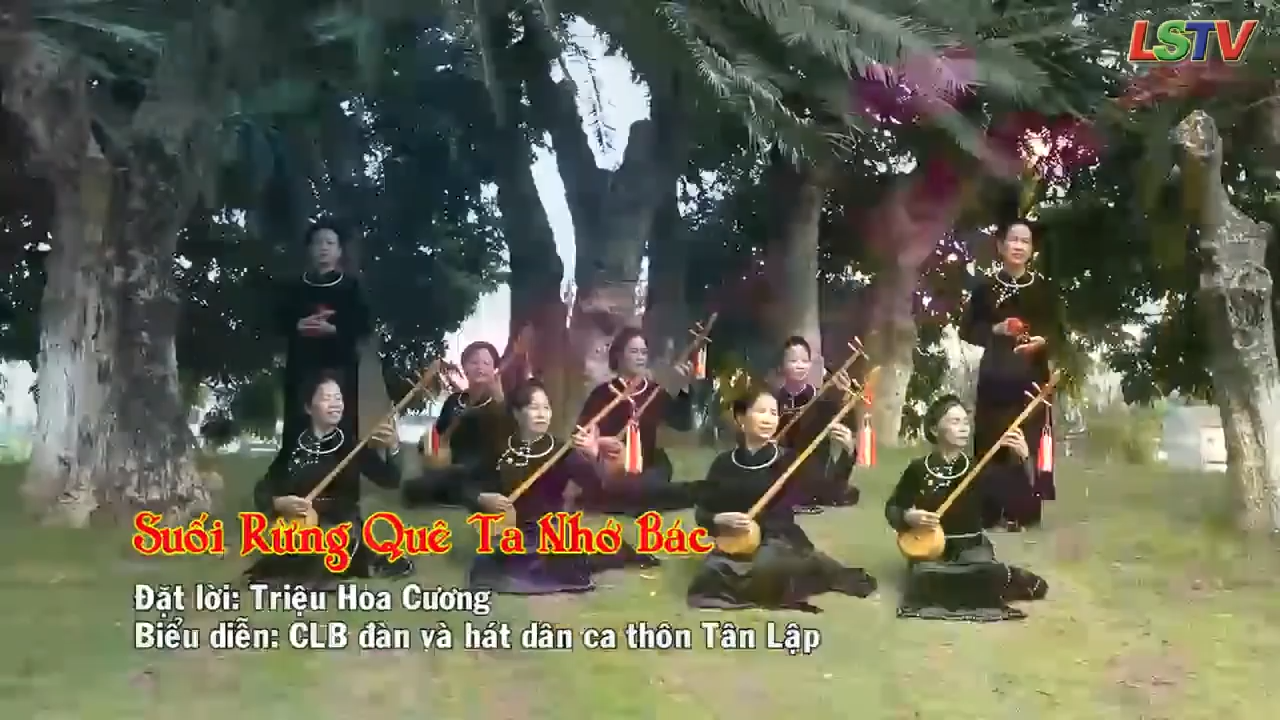 LSTV
Suối Rừng Quê Ta Nhớ Bác
Đặt lời: Triệu Hòa Cương
Biểu diễn: CLB đàn và hát dân ca thôn Tân Lập